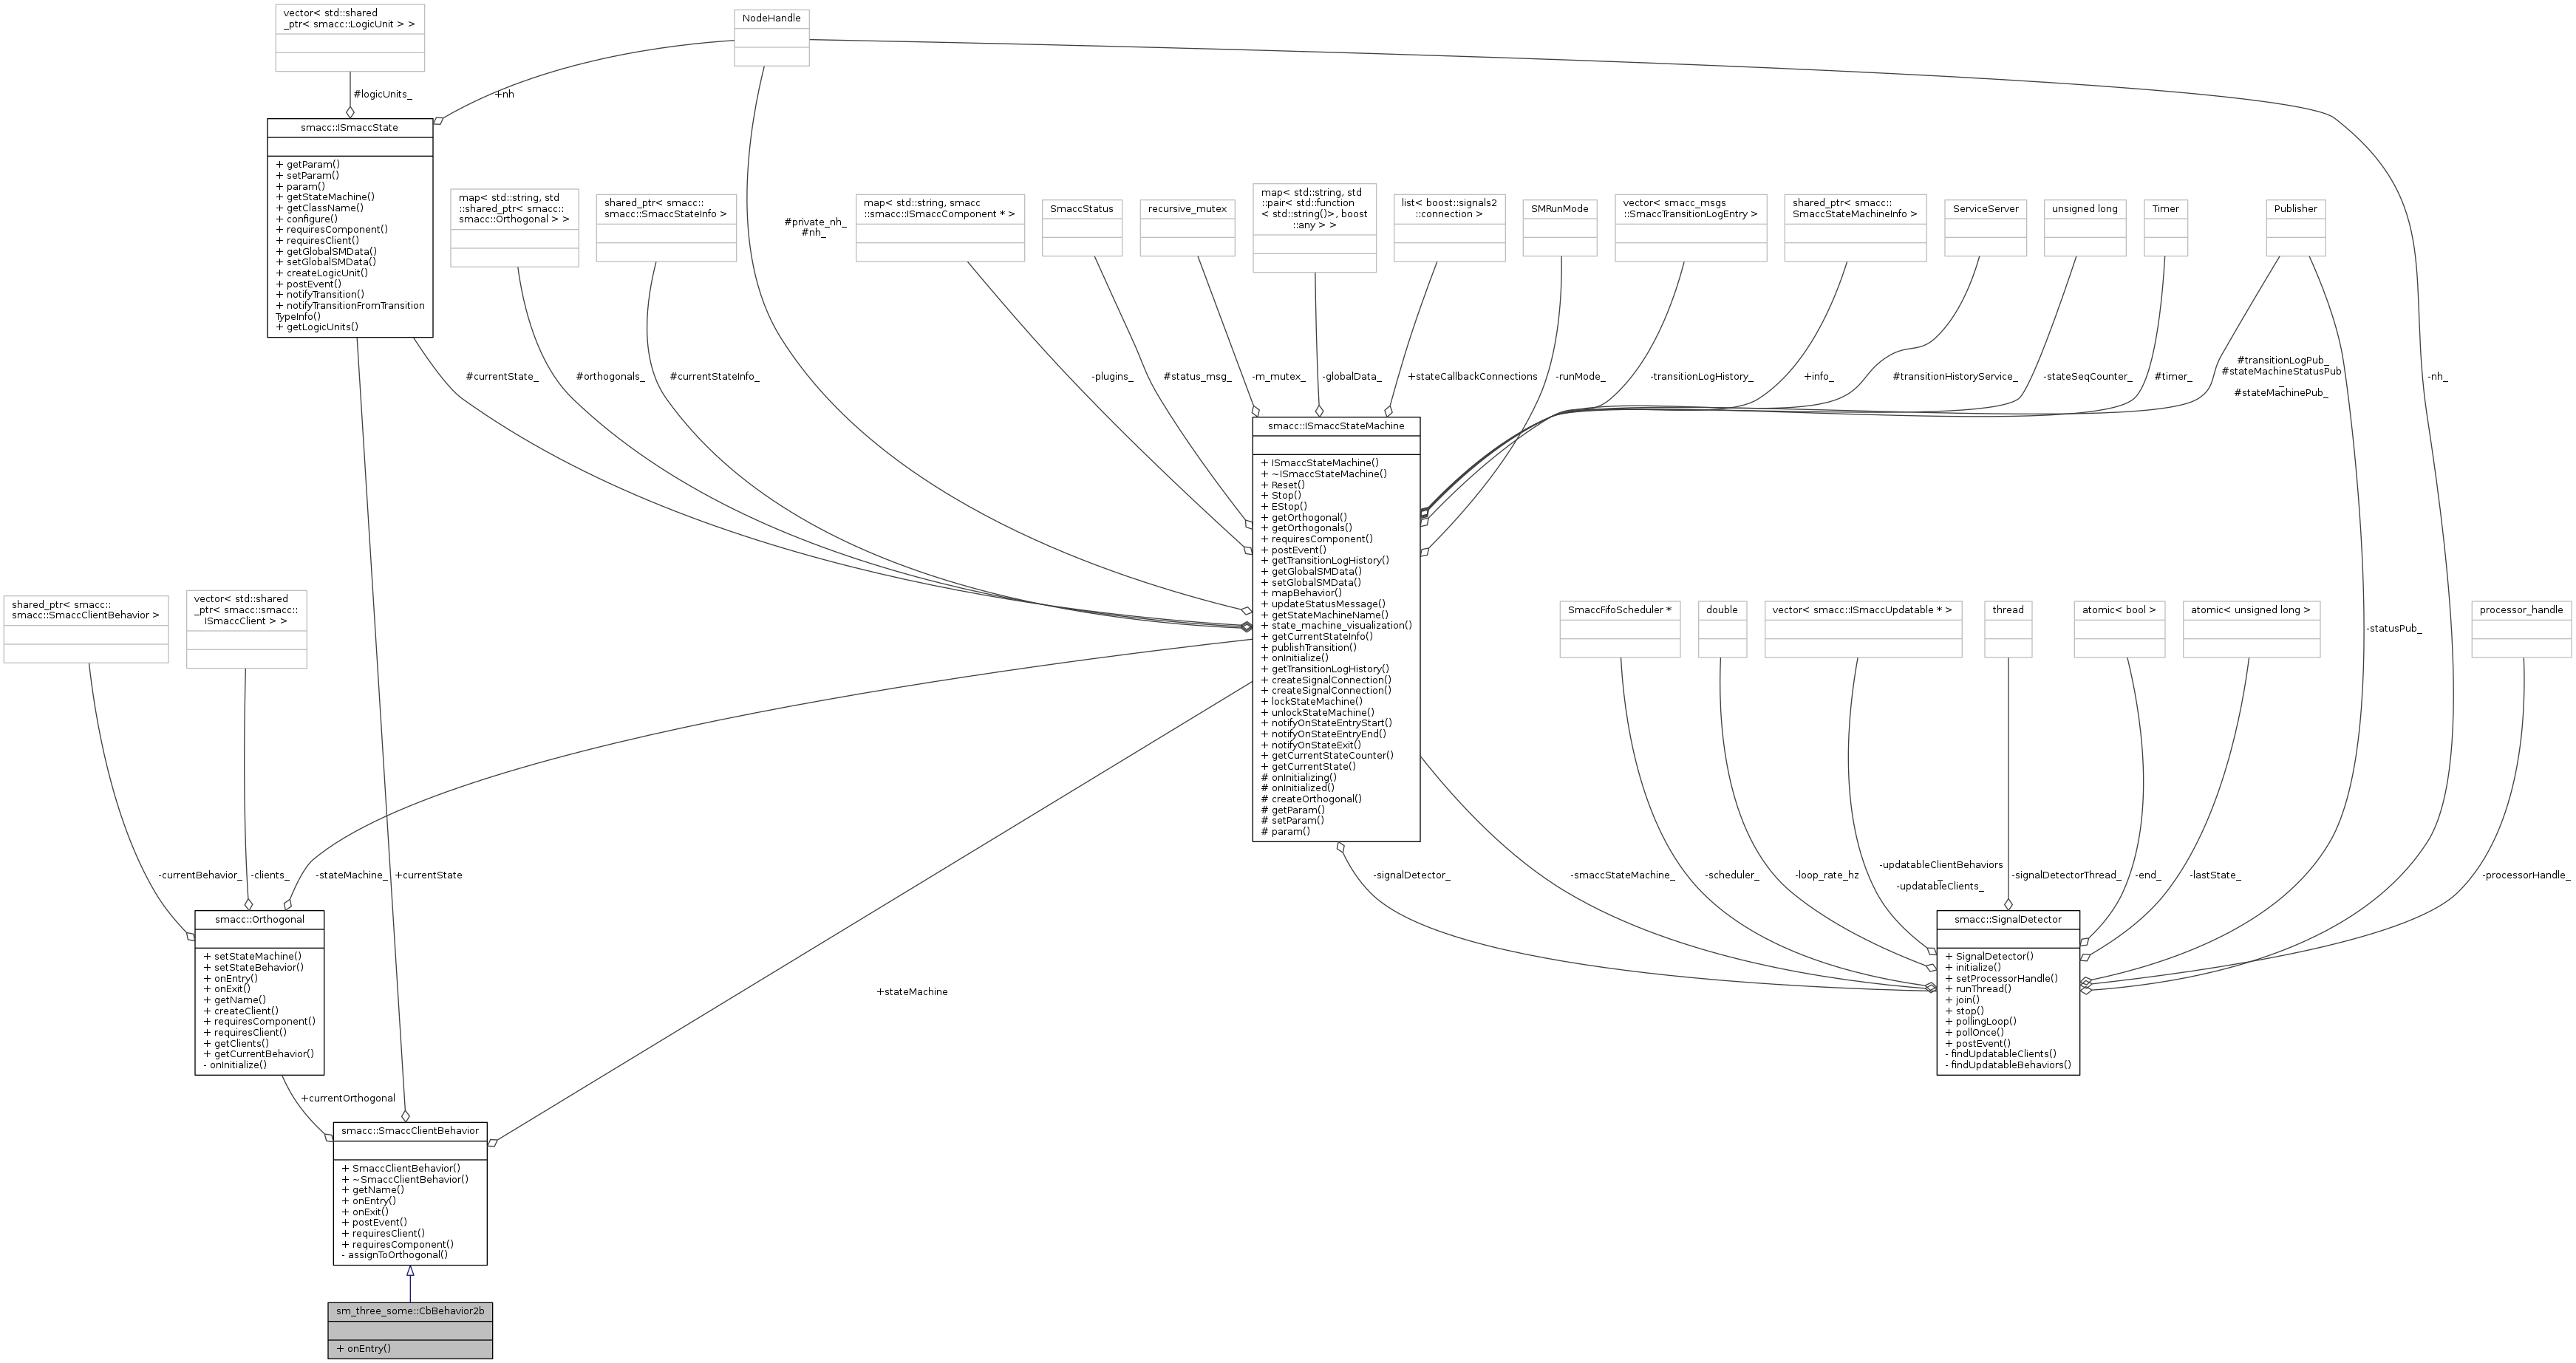 vector< std::shared
_ptr< smacc::LogicUnit > >
NodeHandle
#logicUnits_
+nh
smacc::ISmaccState
+ getParam()
+ setParam()
+ param()
+ getStateMachine()
+ getClassName()
+ configure()
+ requiresComponent()
+ requiresClient()
+ getGlobalSMData()
+ setGlobalSMData()
+ createLogicUnit()
+ postEvent()
+ notifyTransition()
+ notifyTransitionFromTransition
TypeInfo()
+ getLogicUnits()
map< std::string, std
::shared_ptr< smacc::
smacc::Orthogonal > >
shared_ptr< smacc::
smacc::SmaccStateInfo >
#private_nh_
#nh_
map< std::string, smacc
::smacc::ISmaccComponent * >
SmaccStatus
recursive_mutex
map< std::string, std
::pair< std::function
< std::string()>, boost
::any > >
list< boost::signals2
::connection >
SMRunMode
vector< smacc_msgs
::SmaccTransitionLogEntry >
shared_ptr< smacc::
SmaccStateMachineInfo >
ServiceServer
unsigned long
Timer
Publisher
#currentState_
#orthogonals_
#currentStateInfo_
-plugins_
#status_msg_
-m_mutex_
-globalData_
+stateCallbackConnections
-runMode_
-transitionLogHistory_
+info_
#transitionHistoryService_
-stateSeqCounter_
#timer_
#transitionLogPub_
#stateMachineStatusPub
_
#stateMachinePub_
-nh_
smacc::ISmaccStateMachine
+ ISmaccStateMachine()
+ ~ISmaccStateMachine()
+ Reset()
+ Stop()
+ EStop()
+ getOrthogonal()
+ getOrthogonals()
+ requiresComponent()
+ postEvent()
+ getTransitionLogHistory()
+ getGlobalSMData()
+ setGlobalSMData()
+ mapBehavior()
+ updateStatusMessage()
+ getStateMachineName()
+ state_machine_visualization()
+ getCurrentStateInfo()
+ publishTransition()
+ onInitialize()
+ getTransitionLogHistory()
+ createSignalConnection()
+ createSignalConnection()
+ lockStateMachine()
+ unlockStateMachine()
+ notifyOnStateEntryStart()
+ notifyOnStateEntryEnd()
+ notifyOnStateExit()
+ getCurrentStateCounter()
+ getCurrentState()
# onInitializing()
# onInitialized()
# createOrthogonal()
# getParam()
# setParam()
# param()
shared_ptr< smacc::
smacc::SmaccClientBehavior >
vector< std::shared
_ptr< smacc::smacc::
ISmaccClient > >
SmaccFifoScheduler *
double
vector< smacc::ISmaccUpdatable * >
thread
atomic< bool >
atomic< unsigned long >
-statusPub_
processor_handle
-currentBehavior_
-clients_
-stateMachine_
+currentState
-signalDetector_
-smaccStateMachine_
-scheduler_
-loop_rate_hz
-updatableClientBehaviors
_
-updatableClients_
-signalDetectorThread_
-end_
-lastState_
-processorHandle_
smacc::Orthogonal
+ setStateMachine()
+ setStateBehavior()
+ onEntry()
+ onExit()
+ getName()
+ createClient()
+ requiresComponent()
+ requiresClient()
+ getClients()
+ getCurrentBehavior()
- onInitialize()
+stateMachine
smacc::SignalDetector
+ SignalDetector()
+ initialize()
+ setProcessorHandle()
+ runThread()
+ join()
+ stop()
+ pollingLoop()
+ pollOnce()
+ postEvent()
- findUpdatableClients()
- findUpdatableBehaviors()
+currentOrthogonal
smacc::SmaccClientBehavior
+ SmaccClientBehavior()
+ ~SmaccClientBehavior()
+ getName()
+ onEntry()
+ onExit()
+ postEvent()
+ requiresClient()
+ requiresComponent()
- assignToOrthogonal()
sm_three_some::CbBehavior2b
+ onEntry()